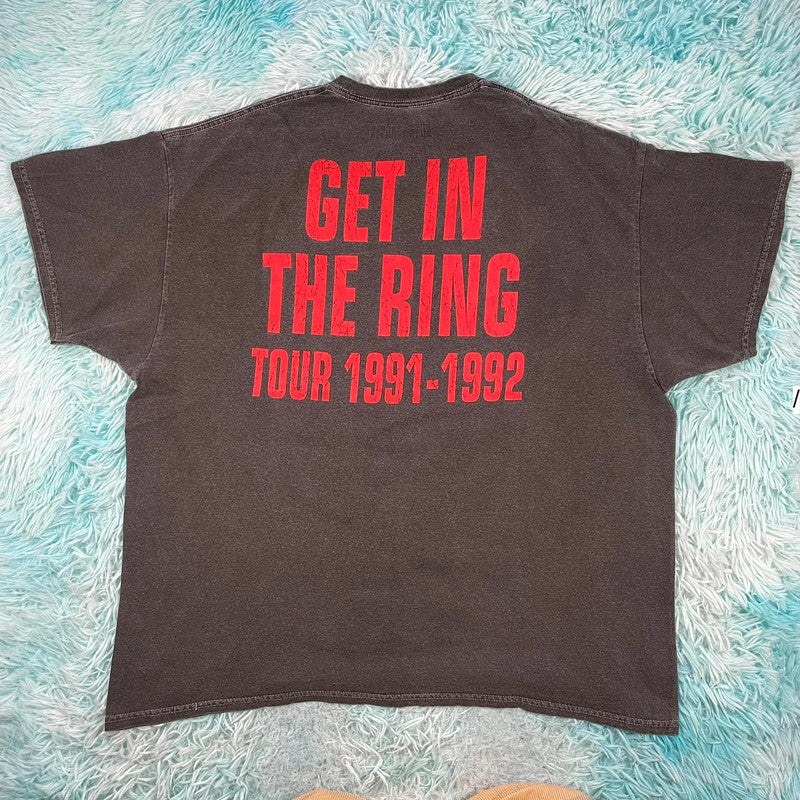 GET IN
THE RING
TOUR 1991-1992